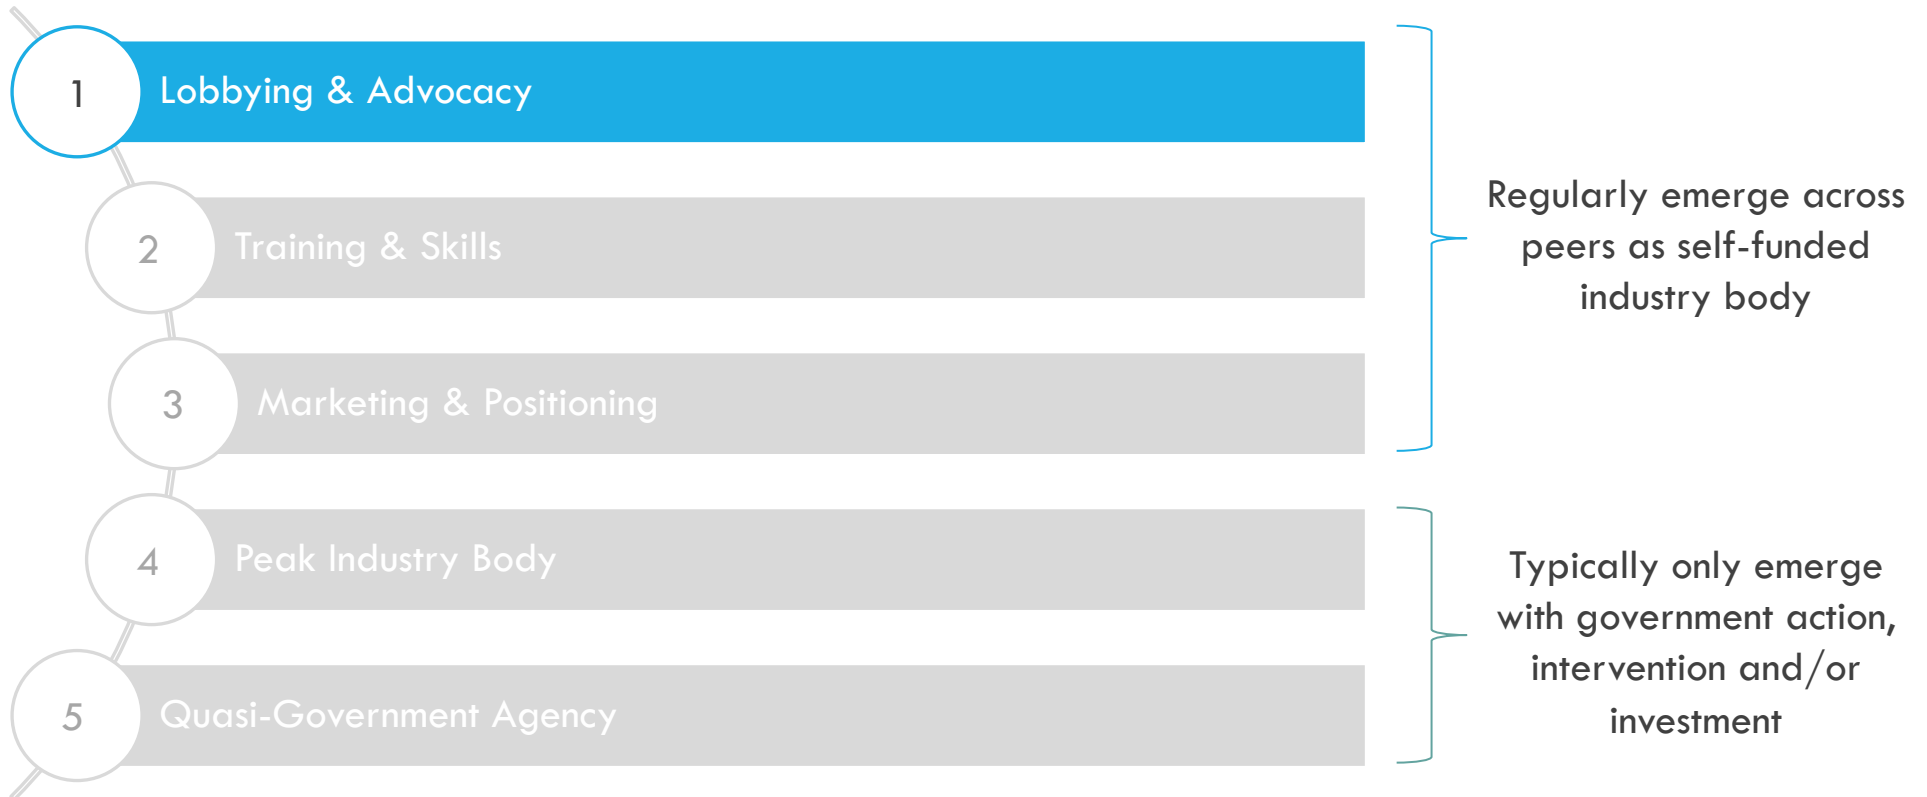 1
Lobbying & Advocacy
2
Training & Skills
3
Marketing & Positioning
4
Peak Industry Body
5
Quasi-Government Agency
Regularly emerge across
peers as self-funded
industry body
Typically only emerge
with government action,
intervention and/or
investment